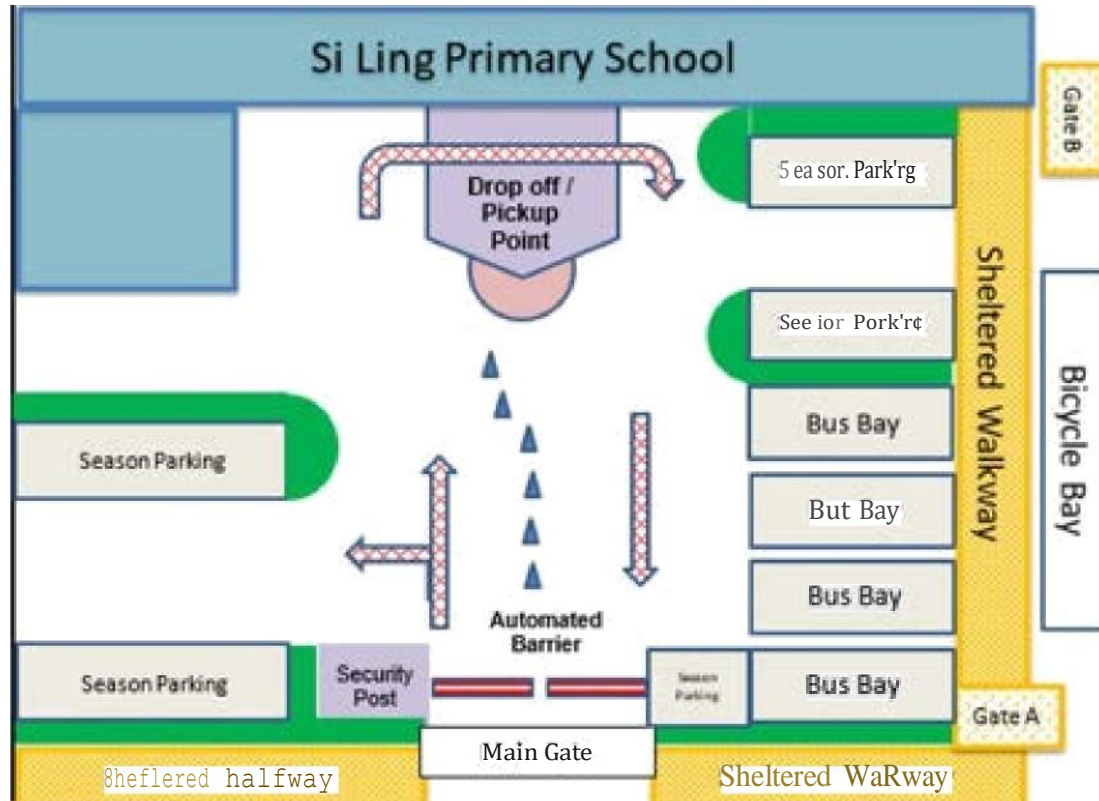 Si Ling Primary School
Gate B
5 ea sor. Park'rg
Drop off /
Pickup
Point
Sheltered Walkway
See ior Pork'r¢
Bicycle Bay
Bus Bay
Season Parking
But Bay
Bus Bay
Automated
Barrier
Season Parking
Security
Post
Season
Parking
Bus Bay
Gate A
Main Gate
8heflered halfway
Sheltered WaRway